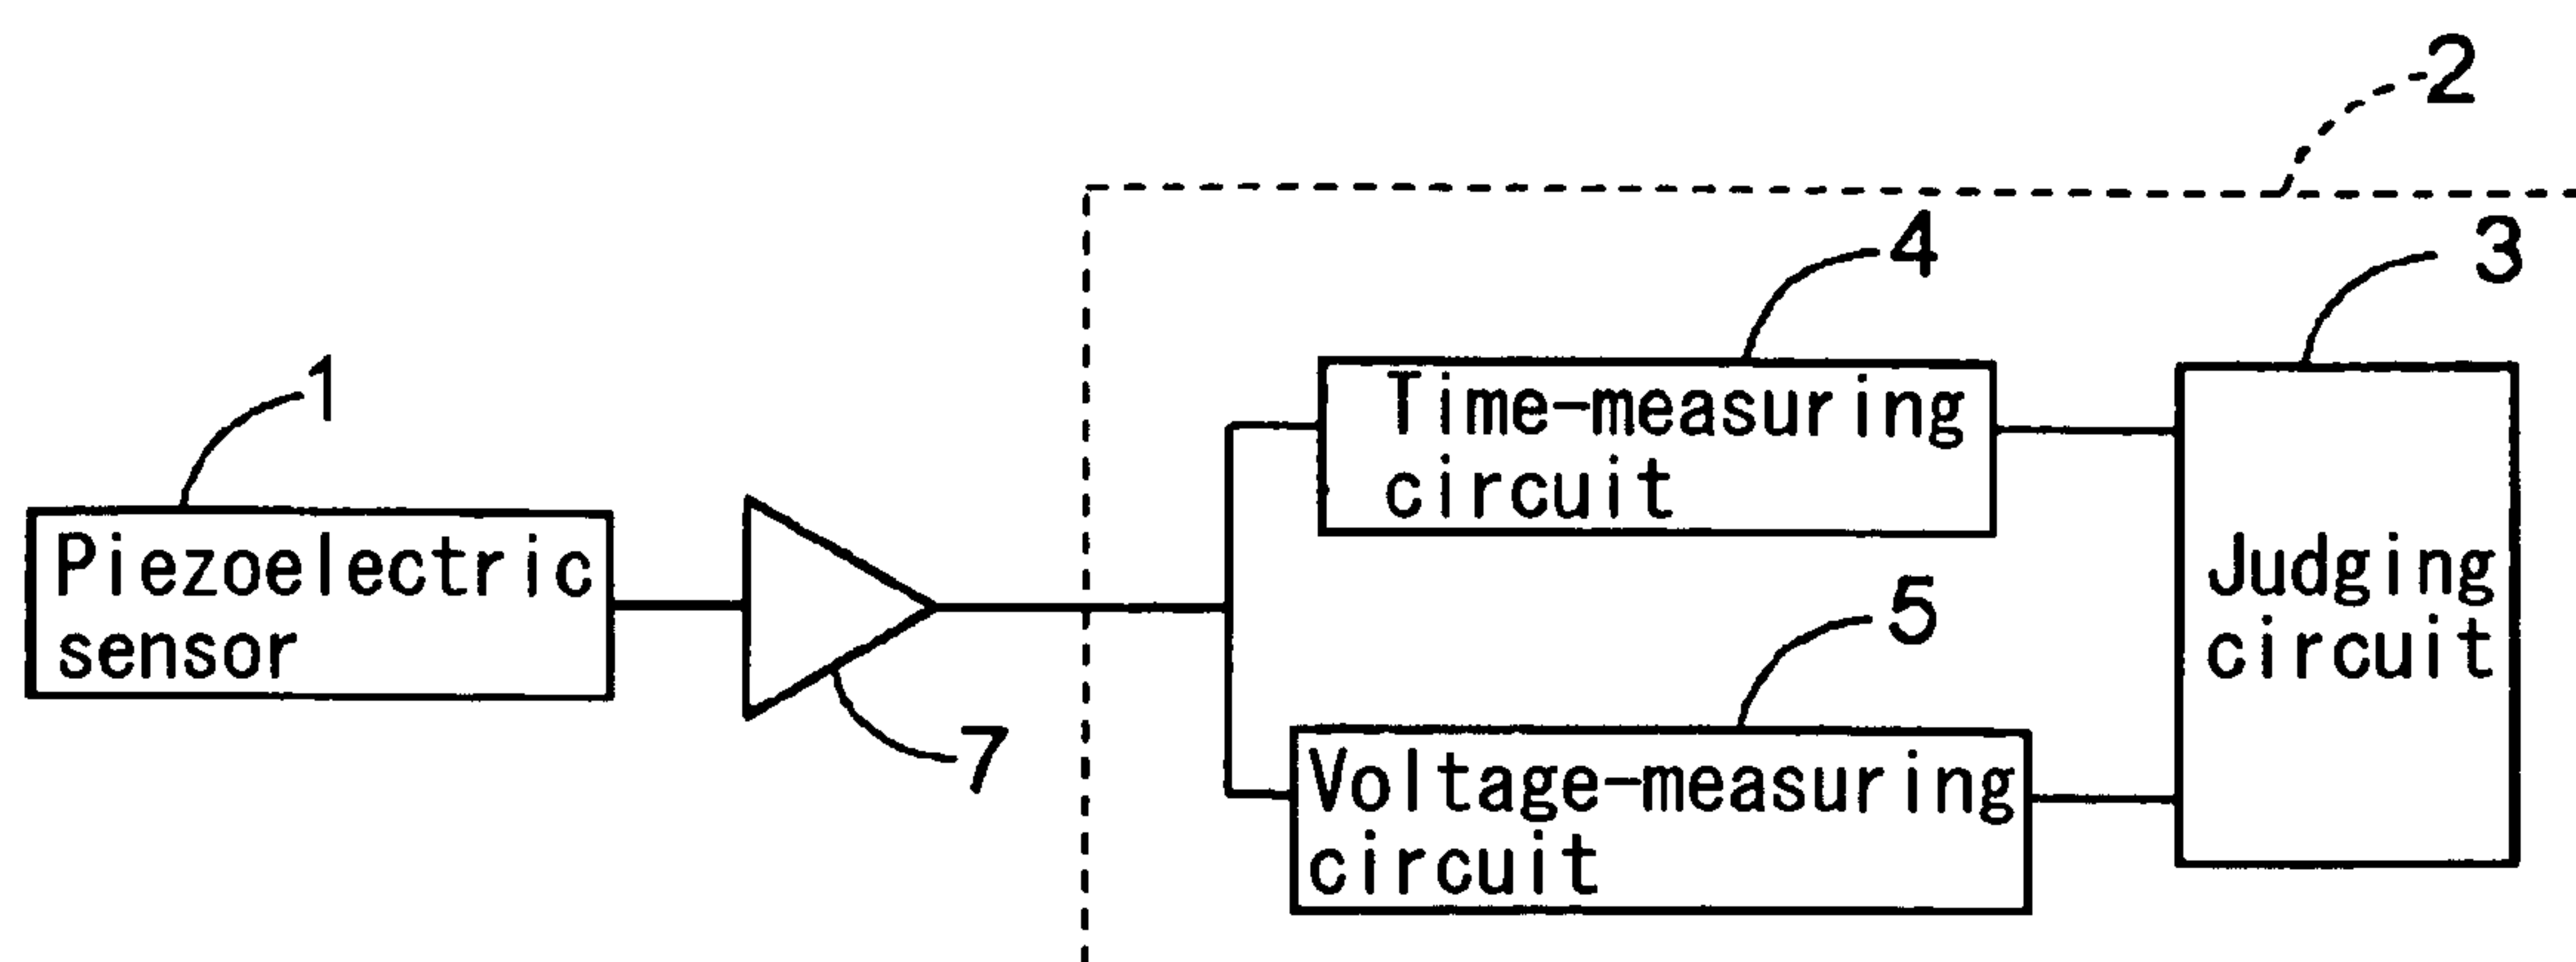 2
4
3
1
Time-measuring
circuit
Piezoelectric
sensor
Judging
circuit
5
7
Voltage-measuring
circuit